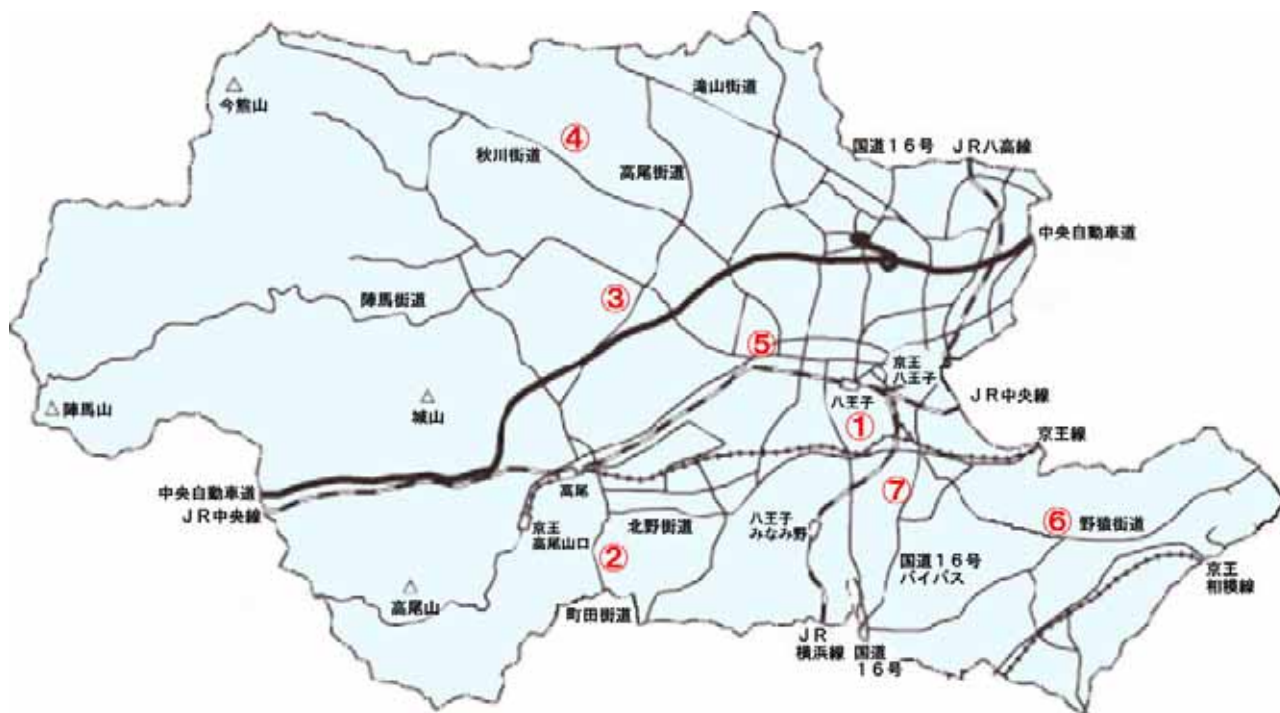 今熊山
滝山街道
④
秋川街道
高尾街道
国道16号
JR八高線
中央自動車道
陣馬街道
③
⑤
京王
八王子
八王子
JR中央線
陣馬山
城山
①
京王線
中央自動車道
JR中央線
高尾
⑦
京王
高尾山口
北野街道
八王子
みなみ野
⑥
野猿街道
②
国道16号
バイパス
京王
相模線
高尾山
町田街道
JR
横浜線
国道
16号